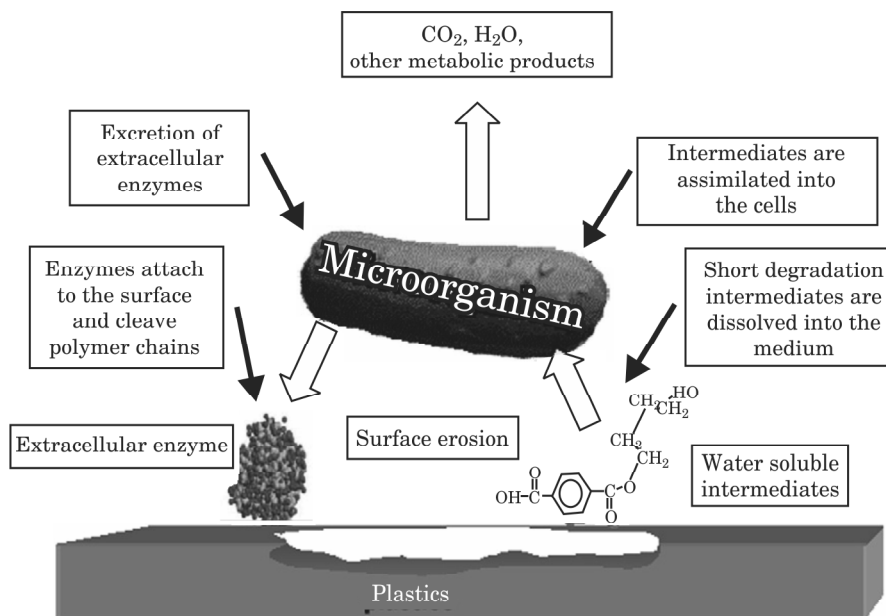 CO₂, H₂O,
other metabolic products
Excretion of
extracellular
enzymes
Intermediates are
assimilated into
the cells
Microorganism
Enzymes attach
to the surface
and cleave
polymer chains
Short degradation
intermediates are
dissolved into the
medium
Extracellular enzyme
Surface erosion
Water soluble
intermediates
CH₂ HO
CH₂
CH₂
CH₂
O
OH-C
C-O
O
Plastics